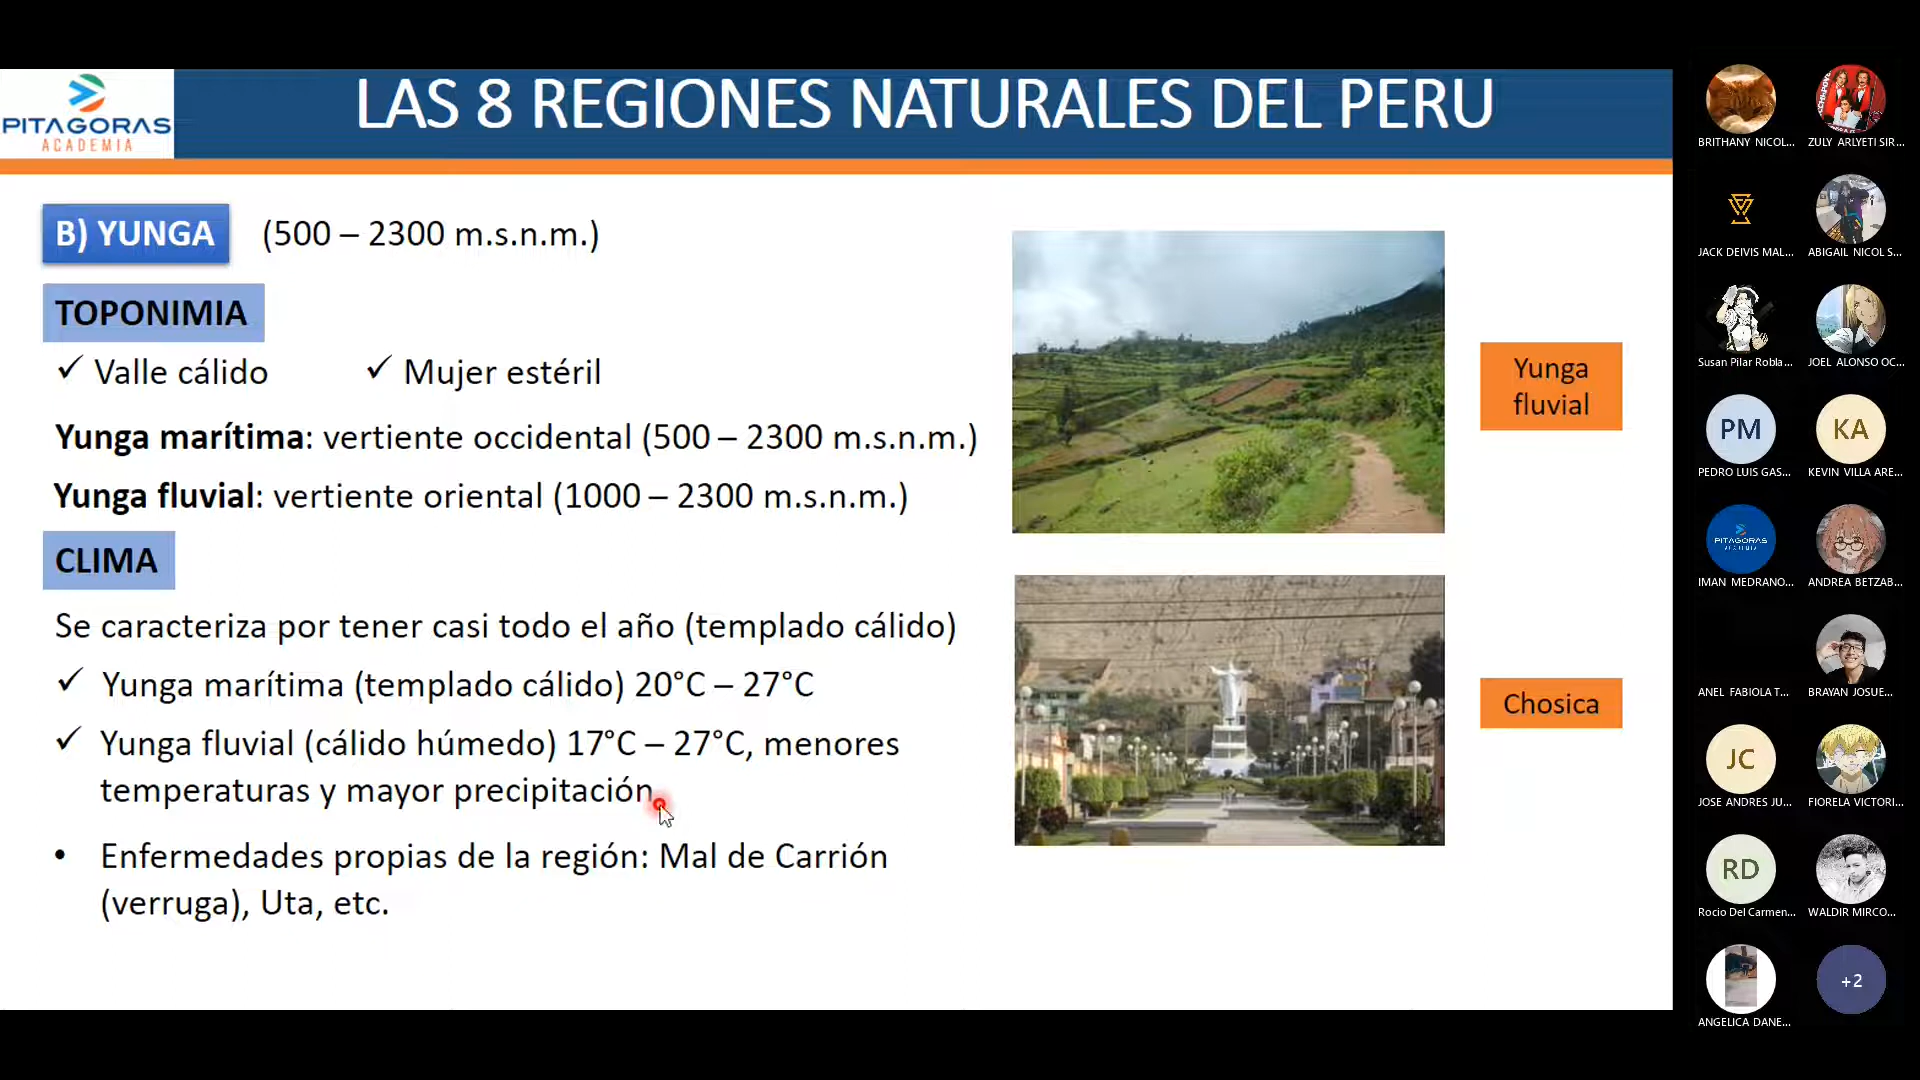 PITAGORAS
ACADEMIA
LAS 8 REGIONES NATURALES DEL PERU
B) YUNGA (500 – 2300 m.s.n.m.)
TOPONIMIA
✓ Valle cálido ✓ Mujer estéril
Yunga marítima: vertiente occidental (500 – 2300 m.s.n.m.)
Yunga fluvial: vertiente oriental (1000 – 2300 m.s.n.m.)
CLIMA
Se caracteriza por tener casi todo el año (templado cálido)
✓ Yunga marítima (templado cálido) 20°C – 27°C
✓ Yunga fluvial (cálido húmedo) 17°C – 27°C, menores
temperaturas y mayor precipitación.
• Enfermedades propias de la región: Mal de Carrión
(verruga), Uta, etc.
Yunga
fluvial
Chosica
BRITHANY NICOL...
ZULY ARLYETI SIR...
JACK DEIVIS MAL...
ABIGAIL NICOL S...
Susan Pilar Robla...
JOEL ALONSO OC...
PM
KA
PEDRO LUIS GAS...
KEVIN VILLA ARE...
PITAGORAS
IMAN MEDRANO...
ANDREA BETZAB...
ANEL FABIOLA T...
BRAYAN JOSUE...
JC
JOSE ANDRES JU...
FIORELA VICTORI...
RD
Rocio Del Carmen...
WALDIR MIRCO...
ANGELICA DANE...
+2